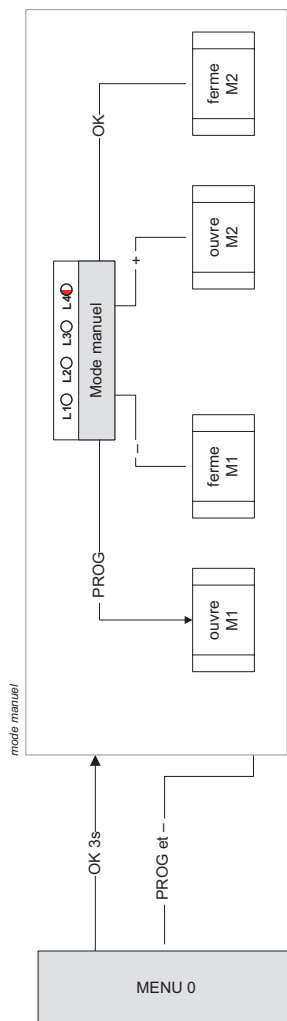 mode manuel
MENU 0
OK 3s
PROG et –
L1 L2 L3 L4
Mode manuel
PROG
–
+
OK
ouvre
M1
ferme
M1
ouvre
M2
ferme
M2